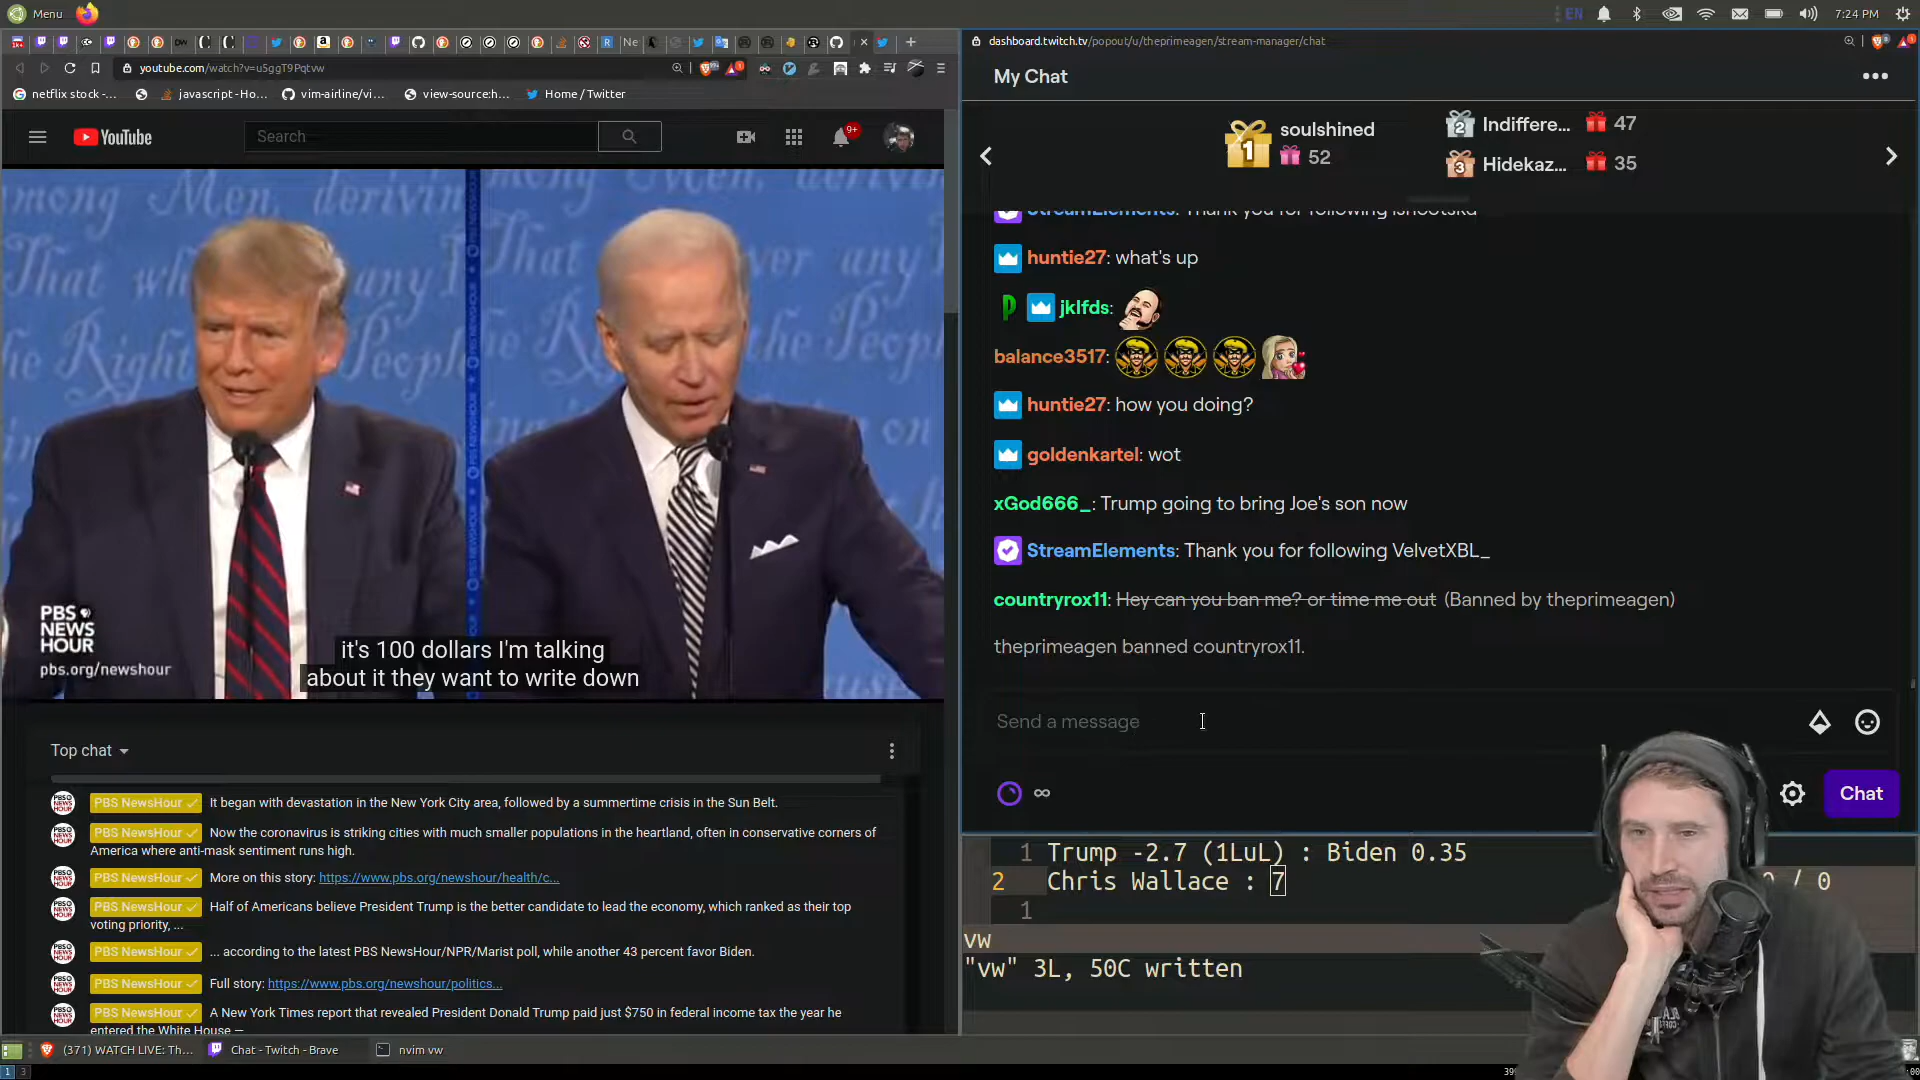 Menu
EN
7:24 PM
youtube.com/watch?v=u5ggT9Pqtvw
netflix stock -...
javascript - Ho...
vim-airline/vi...
view-source:h...
Home / Twitter
YouTube
Search
9+
PBS
NEWS
HOUR
pbs.org/newshour
it's 100 dollars I'm talking
about it they want to write down
Top chat
PBS NewsHour It began with devastation in the New York City area, followed by a summertime crisis in the Sun Belt.
PBS NewsHour Now the coronavirus is striking cities with much smaller populations in the heartland, often in conservative corners of
America where anti-mask sentiment runs high.
PBS NewsHour More on this story: https://www.pbs.org/newshour/health/c...
PBS NewsHour Half of Americans believe President Trump is the better candidate to lead the economy, which ranked as their top
voting priority, ...
PBS NewsHour ... according to the latest PBS NewsHour/NPR/Marist poll, while another 43 percent favor Biden.
PBS NewsHour Full story: https://www.pbs.org/newshour/politics...
PBS NewsHour A New York Times report that revealed President Donald Trump paid just $750 in federal income tax the year he
entered the White House —
dashboard.twitch.tv/popout/u/theprimeagen/stream-manager/chat
My Chat
1 soulshined
52
2 Indiffere... 47
3 Hidekaz... 35
StreamElements: Thank you for following
huntie27: what's up
jklfds:
balance3517:
huntie27: how you doing?
goldenkartel: wot
xGod666_: Trump going to bring Joe's son now
StreamElements: Thank you for following VelvetXBL_
countryrox11: Hey can you ban me? or time me out (Banned by theprimeagen)
theprimeagen banned countryrox11.
Send a message
∞
Chat
1 Trump -2.7 (1LuL) : Biden 0.35
2 Chris Wallace : 7
/ 0
1
vw
"vw" 3L, 50C written
(371) WATCH LIVE: Th...
Chat - Twitch - Brave
nvim vw
1 3